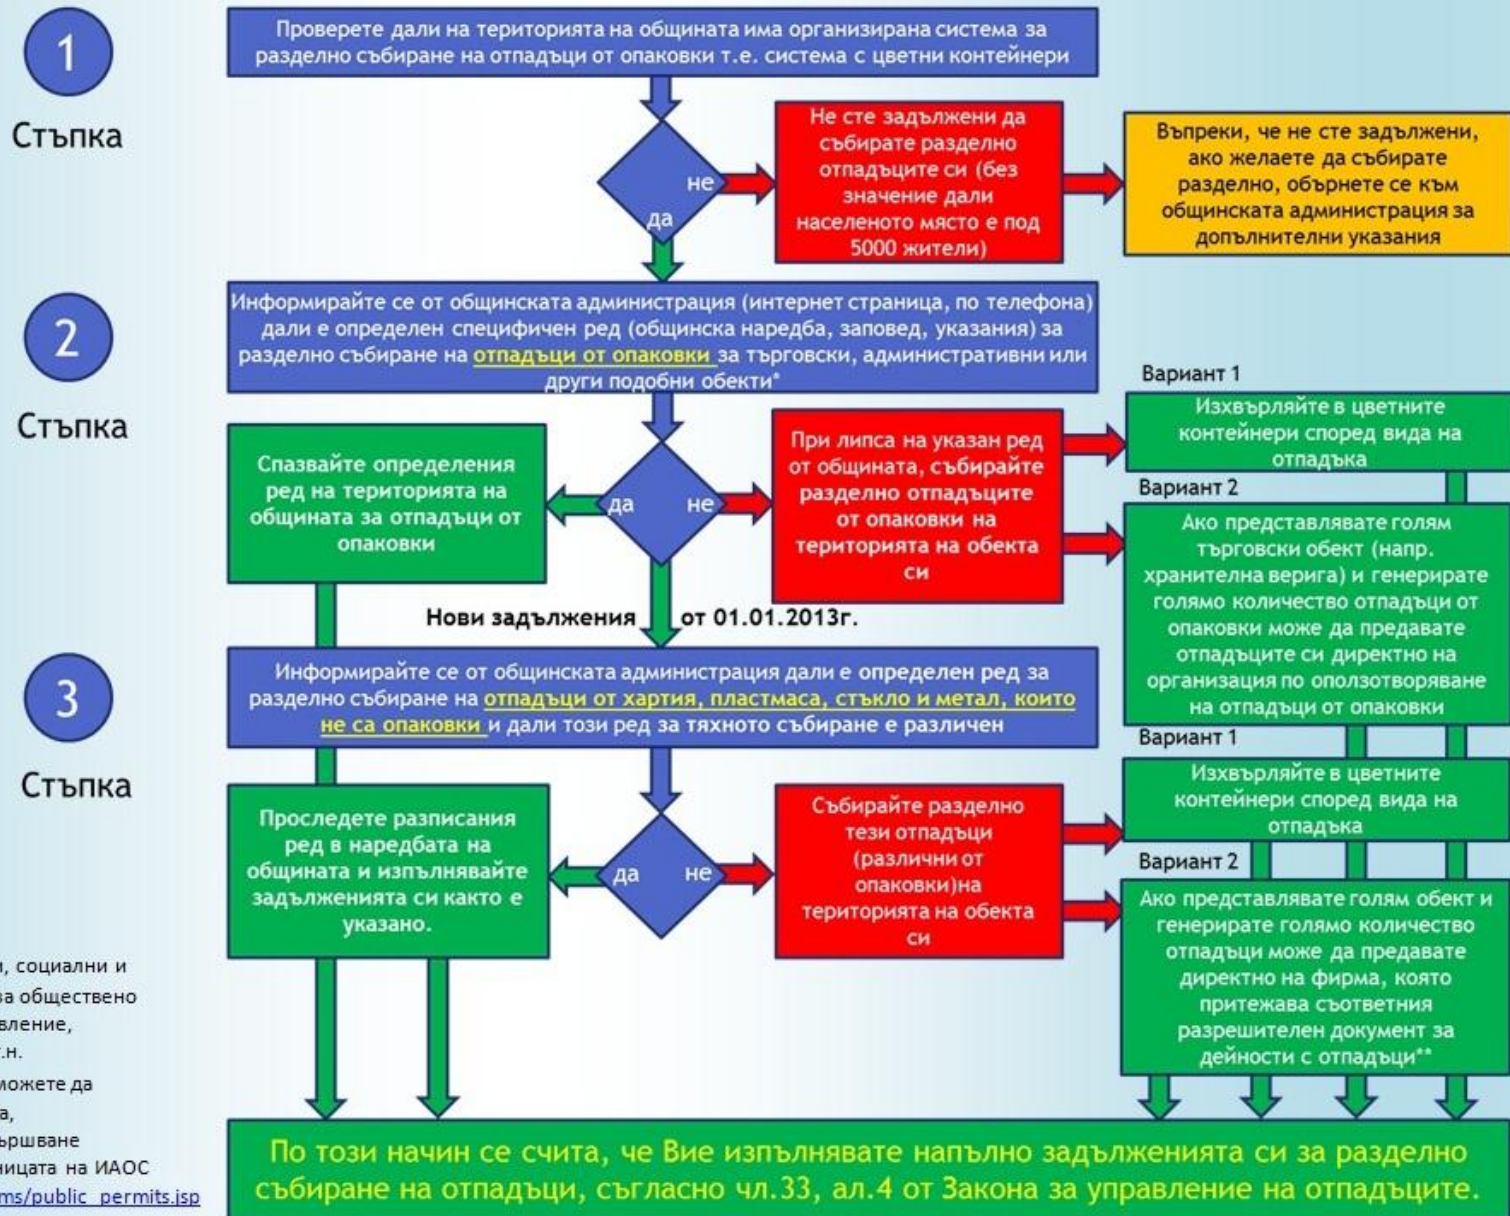 1
Стъпка
Проверете дали на територията на общината има организирана система за
разделно събиране на отпадъци от опаковки т.е. система с цветни контейнери
не
да
Не сте задължени да
събирате разделно
отпадъците си (без
значение дали
населеното място е под
5000 жители)
Въпреки, че не сте задължени,
ако желаете да събирате
разделно, обърнете се към
общинската администрация за
допълнителни указания
2
Стъпка
Информирайте се от общинската администрация (интернет страница, по телефона)
дали е определен специфичен ред (общинска наредба, заповед, указания) за
разделно събиране на отпадъци от опаковки за търговски, административни или
други подобни обекти*
да
не
Спазвайте определения
ред на територията на
общината за отпадъци от
опаковки
При липса на указан ред
от общината, събирайте
разделно отпадъците
от опаковки на
територията на обекта
си
Вариант 1
Изхвърляйте в цветните
контейнери според вида на
отпадъка
Вариант 2
Ако представлявате голям
търговски обект (напр.
хранителна верига) и генерирате
голямо количество отпадъци от
опаковки може да предавате
отпадъците си директно на
организация по оползотворяване
на отпадъци от опаковки
Нови задължения от 01.01.2013г.
3
Стъпка
Информирайте се от общинската администрация дали е определен ред за
разделно събиране на отпадъци от хартия, пластмаса, стъкло и метал, които
не са опаковки и дали този ред за тяхното събиране е различен
да
не
Проследете разписания
ред в наредбата на
общината и изпълнявайте
задълженията си както е
указано.
Събирайте разделно
тези отпадъци
(различни от
опаковки)на
територията на обекта
си
Вариант 1
Изхвърляйте в цветните
контейнери според вида на
отпадъка
Вариант 2
Ако представлявате голям обект и
генерирате голямо количество
отпадъци може да предавате
директно на фирма, която
притежава съответния
разрешителен документ за
дейности с отпадъци**
и, социални и
за обществено
вление,
т.н.
можете да
а,
ършване
ницата на ИАОС
ms/public_permits.jsp
По този начин се счита, че Вие изпълнявате напълно задълженията си за разделно
събиране на отпадъци, съгласно чл.33, ал.4 от Закона за управление на отпадъците.